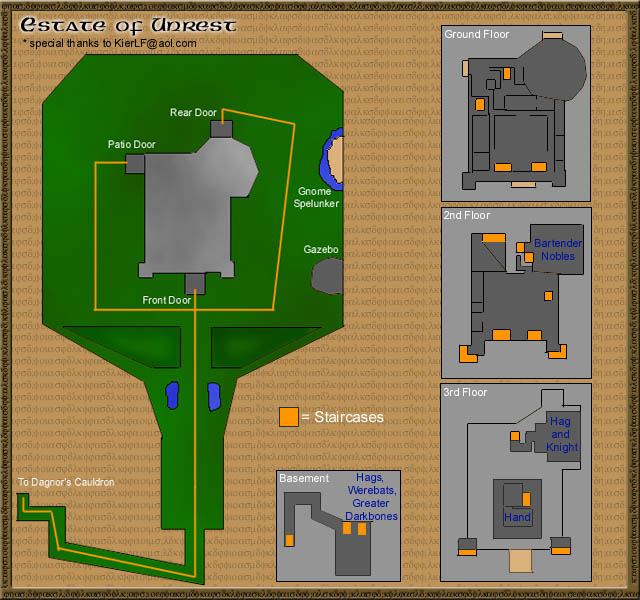 Estate of Unrest
* special thanks to KierLF@aol.com
Rear Door
Patio Door
Gnome
Spelunker
Gazebo
Front Door
= Staircases
To Dagnor's Cauldron
Basement
Hags,
Werebats,
Greater
Darkbones
Ground Floor
2nd Floor
Bartender
Nobles
3rd Floor
Hag
and
Knight
Hand